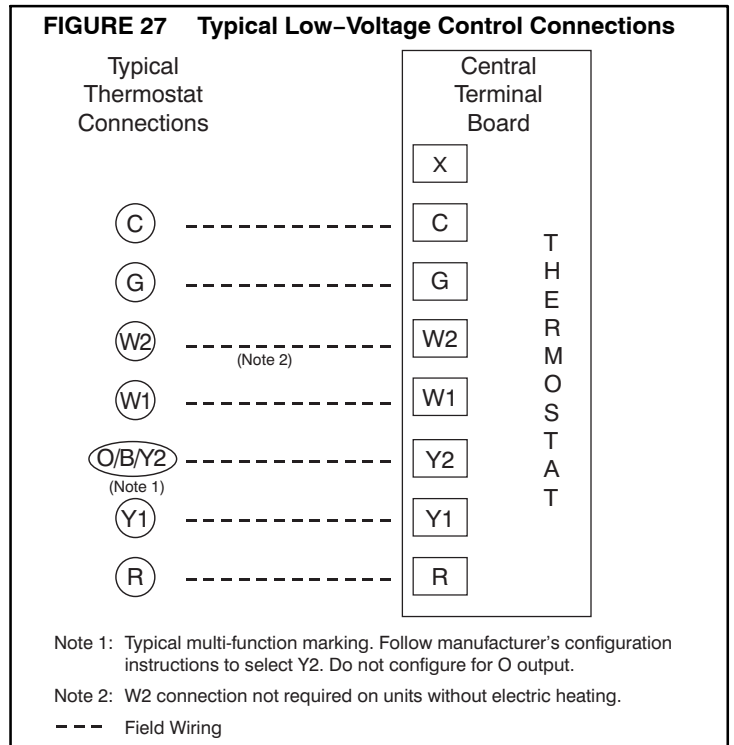 FIGURE 27 Typical Low–Voltage Control Connections
Typical
Thermostat
Connections
Central
Terminal
Board
X
C
C
G
G
W2
(Note 2)
W2
W1
W1
O/B/Y2
(Note 1)
Y2
Y1
Y1
R
R
THERMOSTAT
Note 1: Typical multi-function marking. Follow manufacturer’s configuration
instructions to select Y2. Do not configure for O output.
Note 2: W2 connection not required on units without electric heating.
Field Wiring